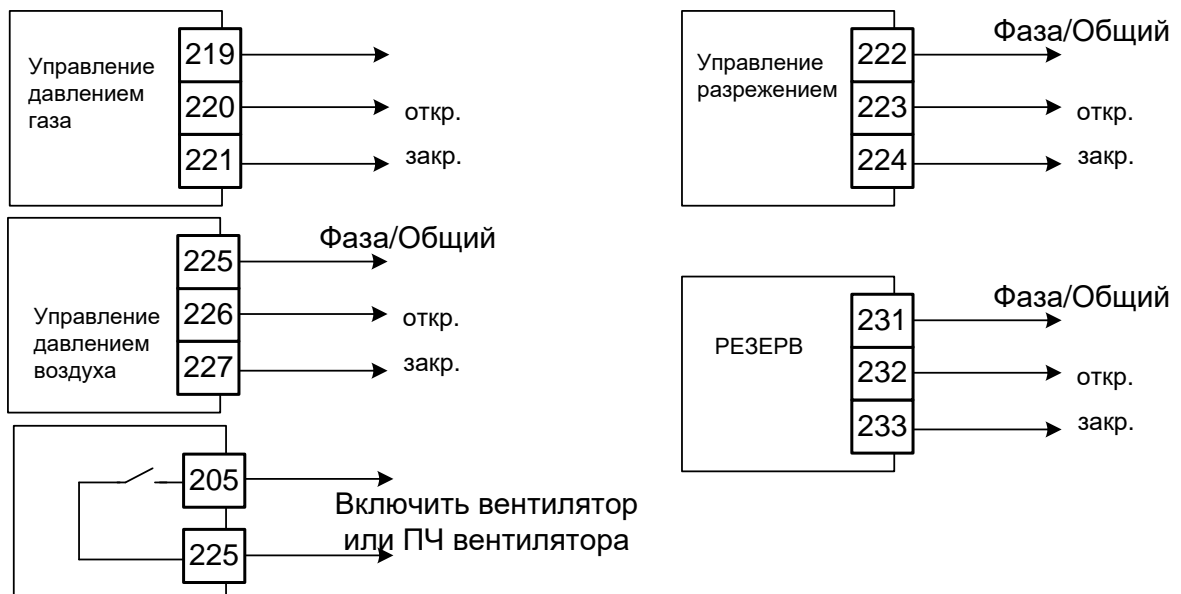 Управление
давлением
газа
219
220
221
откр.
закр.
Управление
разрежением
222
223
224
Фаза/Общий
откр.
закр.
Управление
давлением
воздуха
225
226
227
Фаза/Общий
откр.
закр.
РЕЗЕРВ
231
232
233
Фаза/Общий
откр.
закр.
205
225
Включить вентилятор
или ПЧ вентилятора